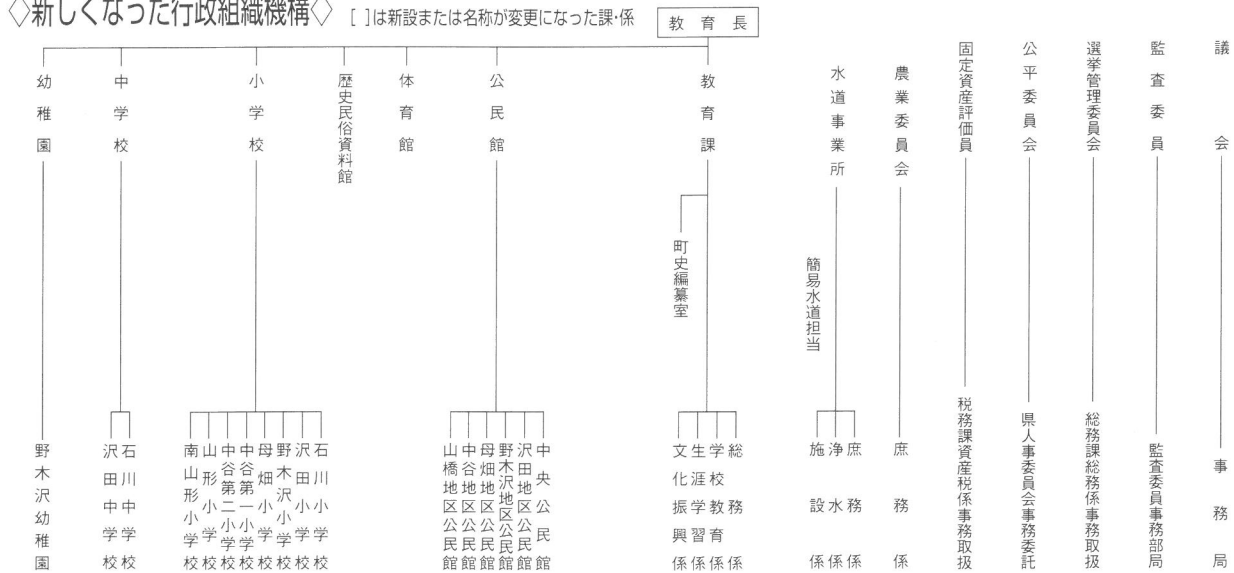 ◇新しくなった行政組織機構◇
[ ]は新設または名称が変更になった課・係
議会
事務局
監査委員
監査委員事務部局
選挙管理委員会
総務課総務係事務取扱
公平委員会
県人事委員会事務委託
固定資産評価員
税務課資産税係事務取扱
農業委員会
庶務係
水道事業所
簡易水道担当
庶務係
浄水係
施設係
教育長
教育課
町史編纂室
総務係
学校教育係
生涯学習係
文化振興係
公民館
中央公民館
沢田地区公民館
野木沢地区公民館
母畑地区公民館
中谷地区公民館
山橋地区公民館
体育館
歴史民俗資料館
小学校
石川小学校
沢田小学校
野木沢小学校
母畑小学校
中谷第一小学校
中谷第二小学校
山形小学校
南山形小学校
中学校
石川中学校
沢田中学校
幼稚園
野木沢幼稚園